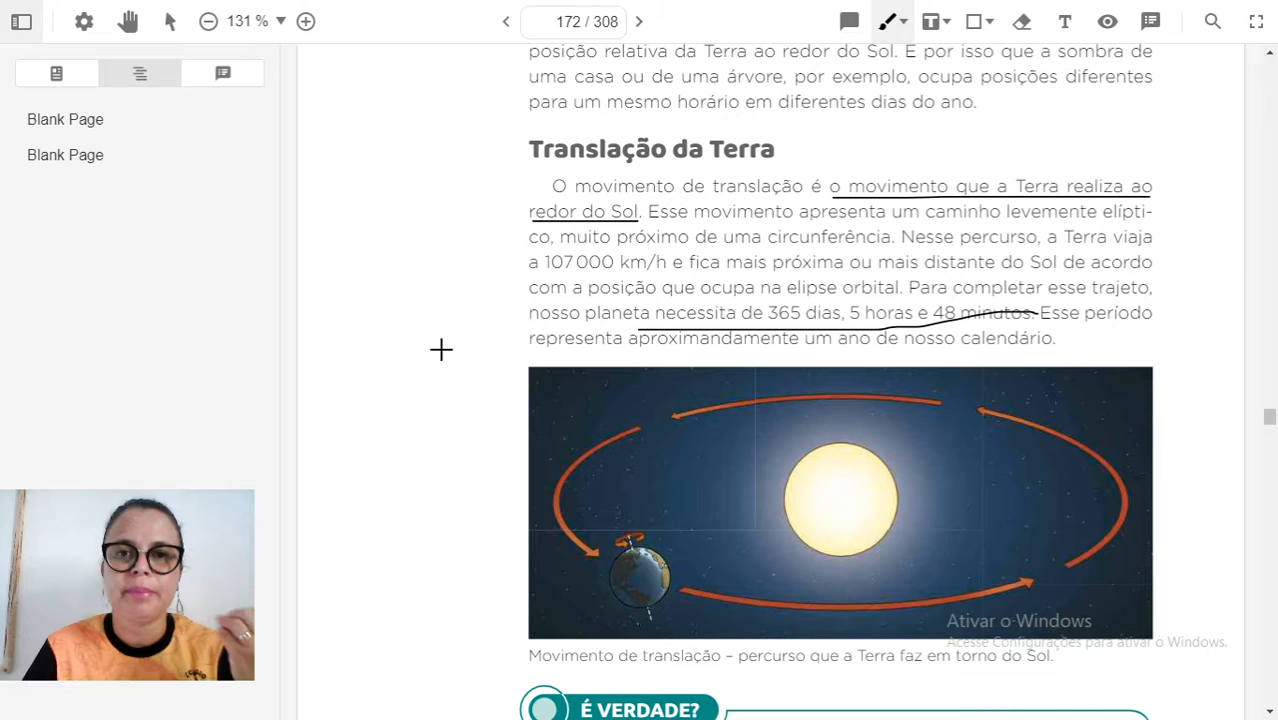 131 %
172 / 308
Blank Page
Blank Page
posição relativa da Terra ao redor do Sol. É por isso que a sombra de
uma casa ou de uma árvore, por exemplo, ocupa posições diferentes
para um mesmo horário em diferentes dias do ano.
Translação da Terra
O movimento de translação é o movimento que a Terra realiza ao
redor do Sol. Esse movimento apresenta um caminho levemente elípti-
co, muito próximo de uma circunferência. Nesse percurso, a Terra viaja
a 107 000 km/h e fica mais próxima ou mais distante do Sol de acordo
com a posição que ocupa na elipse orbital. Para completar esse trajeto,
nosso planeta necessita de 365 dias, 5 horas e 48 minutos. Esse período
representa aproximandamente um ano de nosso calendário.
Ativar o Windows
Acesse Configurações para ativar o Windows.
Movimento de translação – percurso que a Terra faz em torno do Sol.
É VERDADE?